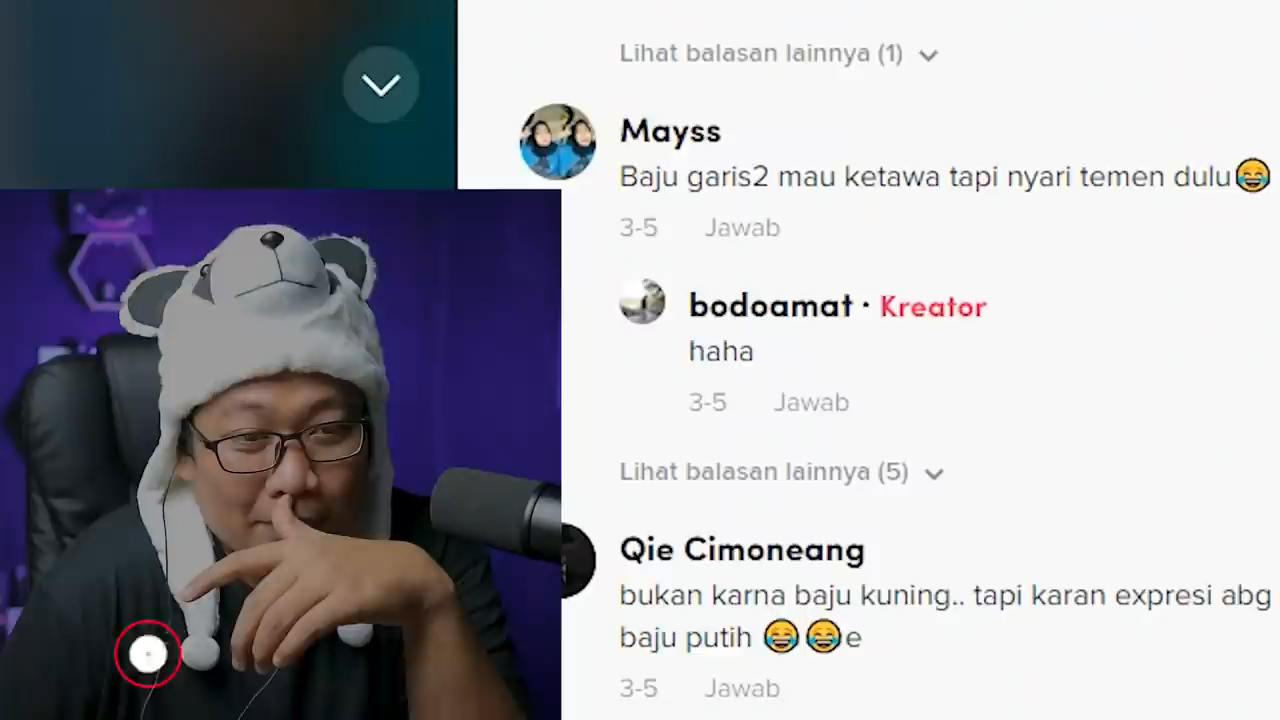 Lihat balasan lainnya (1)
Mayss
Baju garis2 mau ketawa tapi nyari temen dulu😂
3-5 Jawab
bodoamat · Kreator
haha
3-5 Jawab
Lihat balasan lainnya (5)
Qie Cimoneang
bukan karna baju kuning.. tapi karan expresi abg
baju putih 😂😂e
3-5 Jawab